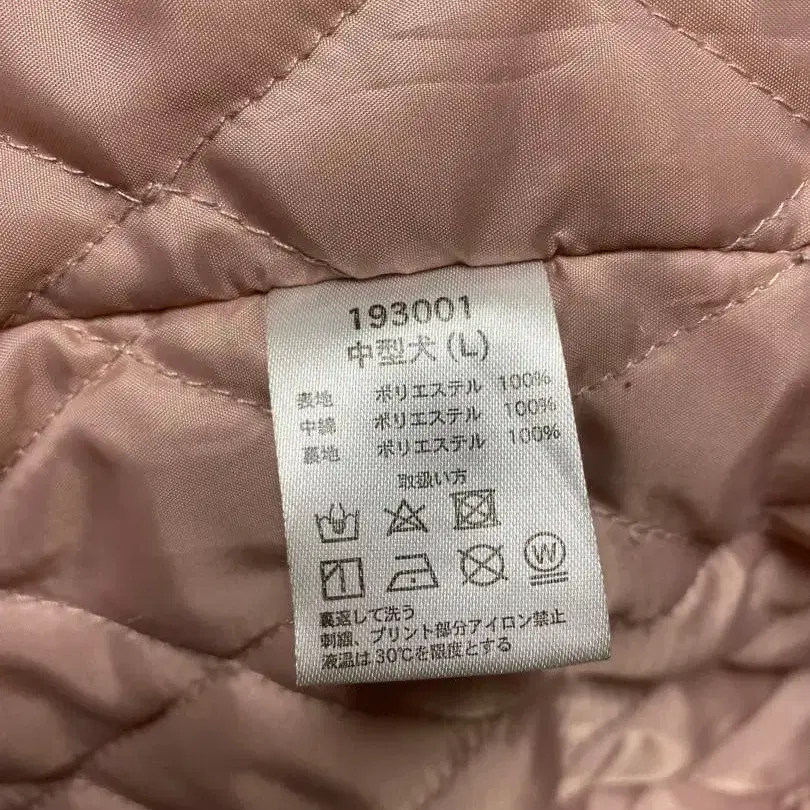 193001
中型犬(L)
表地 ポリエステル 100%
中綿 ポリエステル 100%
裏地 ポリエステル 100%
取扱い方
W
裏返して洗う
刺繍、プリント部分アイロン禁止
液温は30℃を限度とする